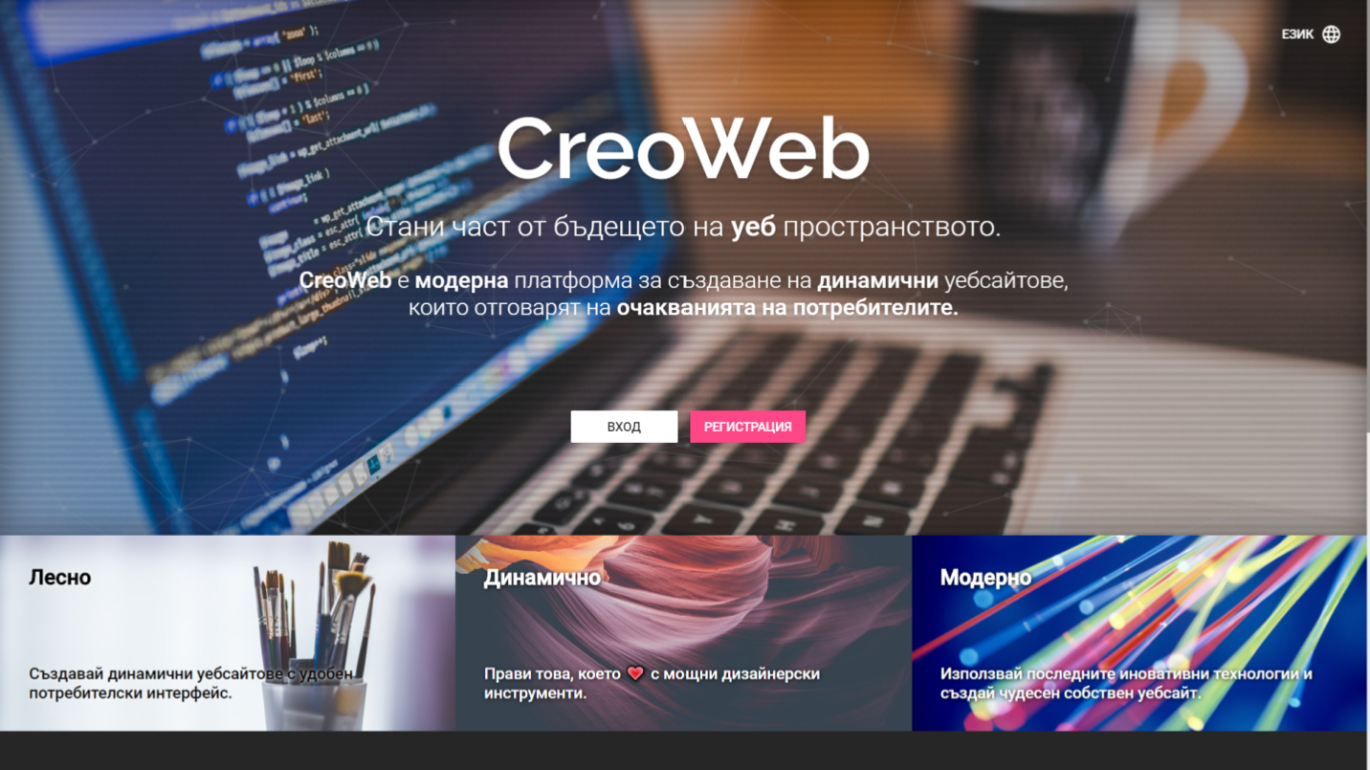 ЕЗИК
CreoWeb
Стани част от бъдещето на уеб пространството.
CreoWeb е модерна платформа за създаване на динамични уебсайтове,
които отговарят на очакванията на потребителите.
ВХОД
РЕГИСТРАЦИЯ
Лесно
Създавай динамични уебсайтове с удобен
потребителски интерфейс.
Динамично
Прави това, което ❤ с мощни дизайнерски
инструменти.
Модерно
Използвай последните иновативни технологии и
създай чудесен собствен уебсайт.